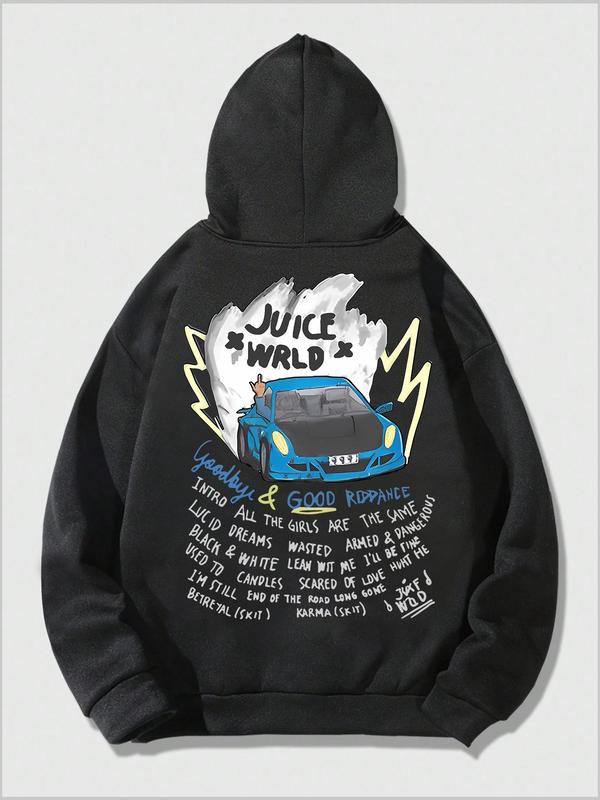 JUICE
WRLD
999
Goodbye & GOOD RIDDANCE
INTRO ALL THE GIRLS ARE THE SAME
LUCID DREAMS WASTED ARMED & DANGEROUS
BLACK & WHITE LEAN WIT ME I'LL BE FINE
USED TO CANDLES SCARED OF LOVE HURT ME
I'M STILL END OF THE ROAD LONG GONE
BETREYAL (SKIT) KARMA (SKIT)